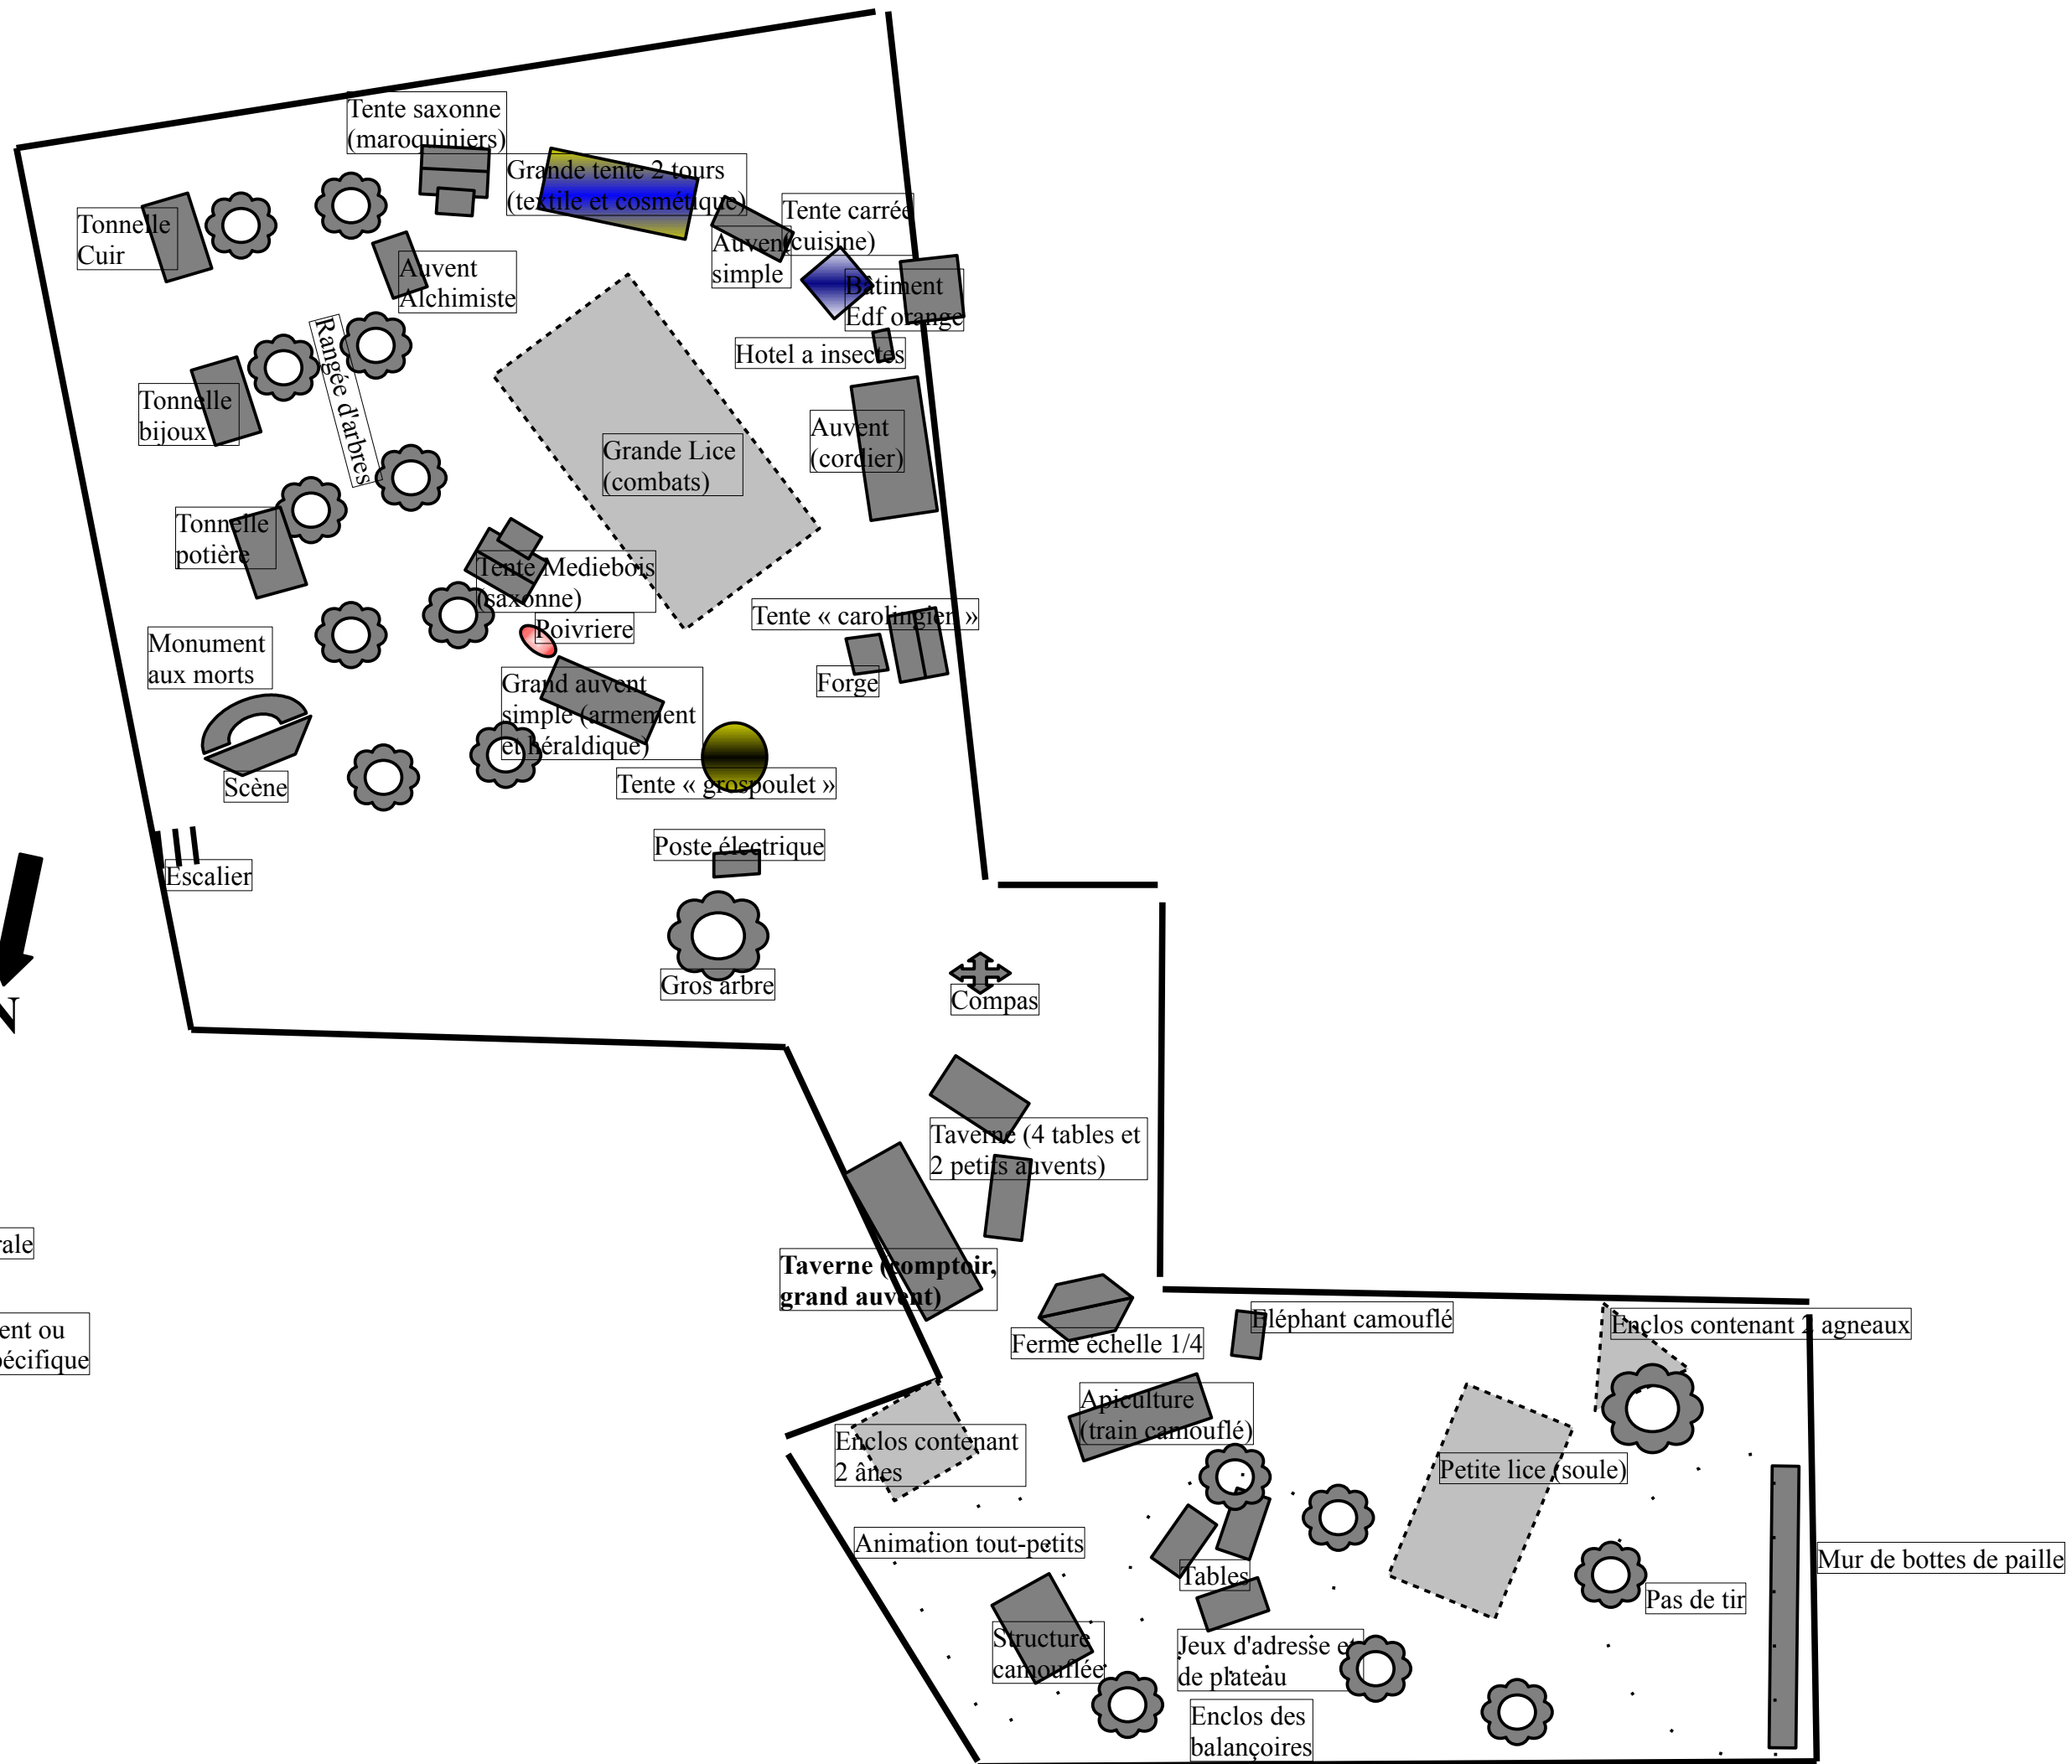 Tente saxonne
(maroquiniers)
Grande tente 2 tours
(textile et cosmétique)
Tonnelle
Cuir
Tente carrée
(cuisine)
Auvent
simple
Auvent
Alchimiste
Bâtiment
Edf orange
Hotel a insectes
Rangée d'arbres
Tonnelle
bijoux
Auvent
(cordier)
Grande Lice
(combats)
Tonnelle
potière
Tente Mediebois
(saxonne)
Poivriere
Tente « carolingien »
Monument
aux morts
Forge
Grand auvent
simple (armement
et héraldique)
Scène
Tente « grospoulet »
Poste électrique
Escalier
Gros arbre
Compas
N
Taverne (4 tables et
2 petits auvents)
rale
Taverne (comptoir,
grand auvent)
ent ou
pécifique
Ferme échelle 1/4
Eléphant camouflé
Enclos contenant 2 agneaux
Apiculture
(train camouflé)
Enclos contenant
2 ânes
Petite lice (soule)
Animation tout-petits
Tables
Mur de bottes de paille
Pas de tir
Structure
camouflée
Jeux d'adresse et
de plateau
Enclos des
balançoires